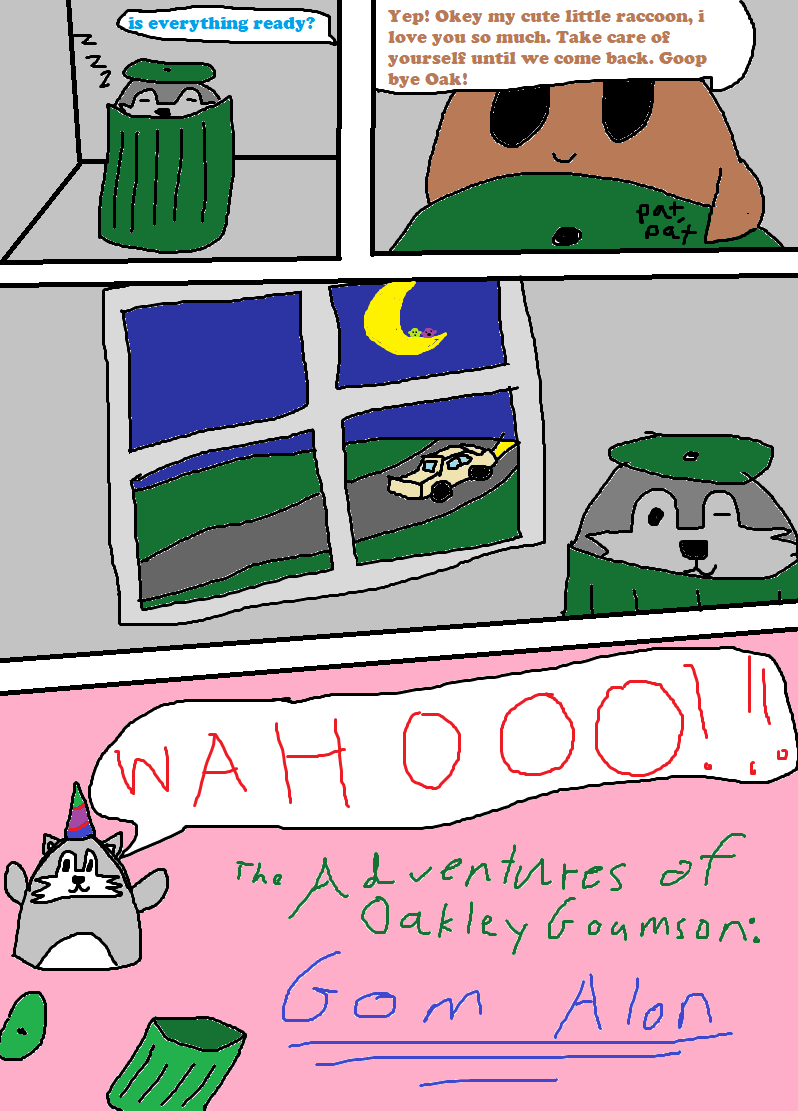 is everything ready?
Yep! Okey my cute little raccoon, i
love you so much. Take care of
yourself until we come back. Goop
bye Oak!
z
z
z
z
pat,
pat
WAHOOO!!!
The Adventures of
Oakley Goumson:
Gom Alon